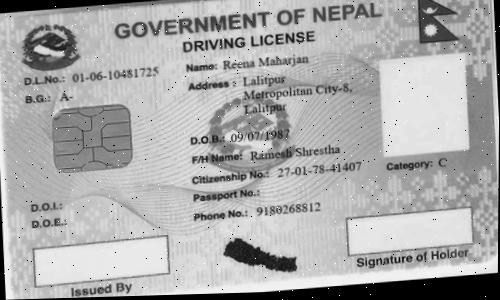 GOVERNMENT OF NEPAL
DRIVING LICENSE
D.L.No.: 01-06-10481725
B.G.: A-
Name: Reena Maharjan
Address : Lalitpur
Metropolitan City-8,
Lalitpur
D.O.B.: 09/07/1987
F/H Name: Ramesh Shrestha
Citizenship No.: 27-01-78-41407
Category: C
Passport No.:
D.O.I.:
Phone No.: 9180268812
D.O.E.:
Issued By
Signature of Holder